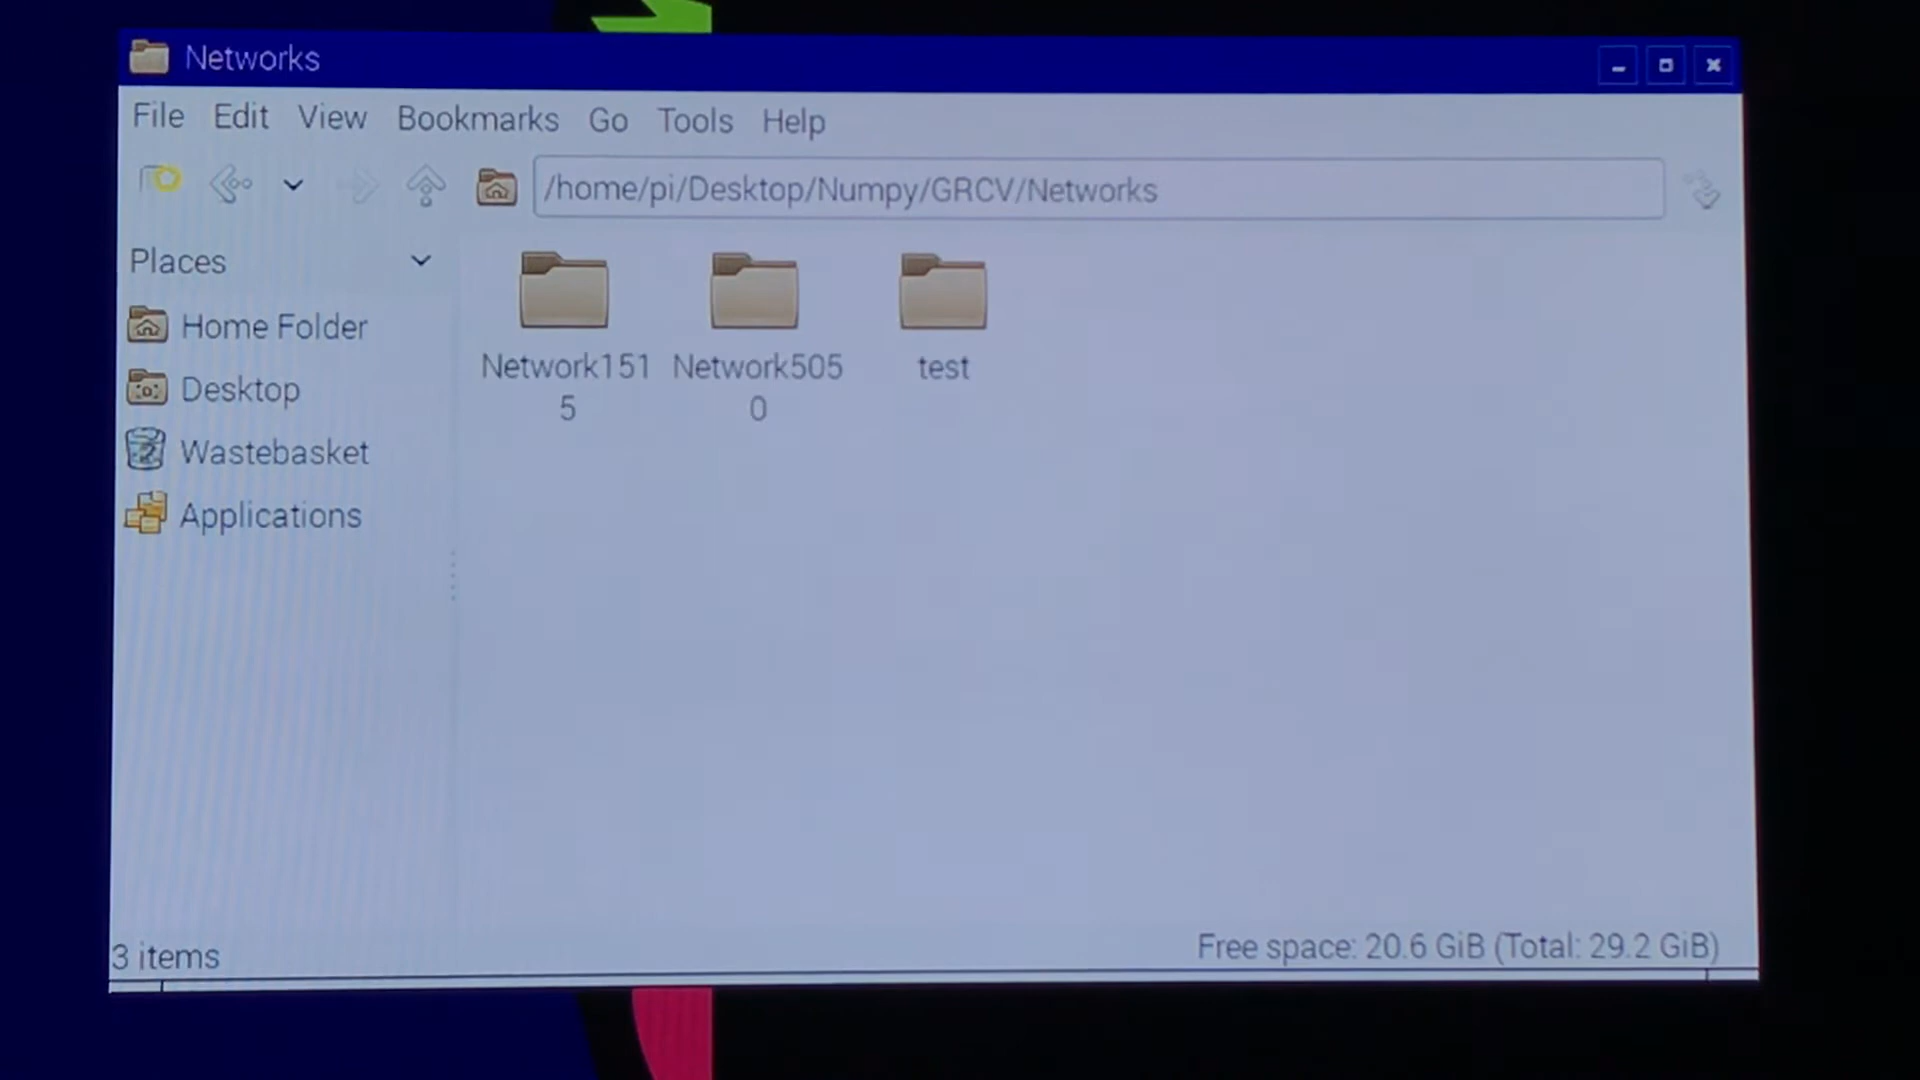 Networks
File Edit View Bookmarks Go Tools Help
/home/pi/Desktop/Numpy/GRCV/Networks
Places
Home Folder
Desktop
Wastebasket
Applications
Network151
5
Network505
0
test
3 items
Free space: 20.6 GiB (Total: 29.2 GiB)